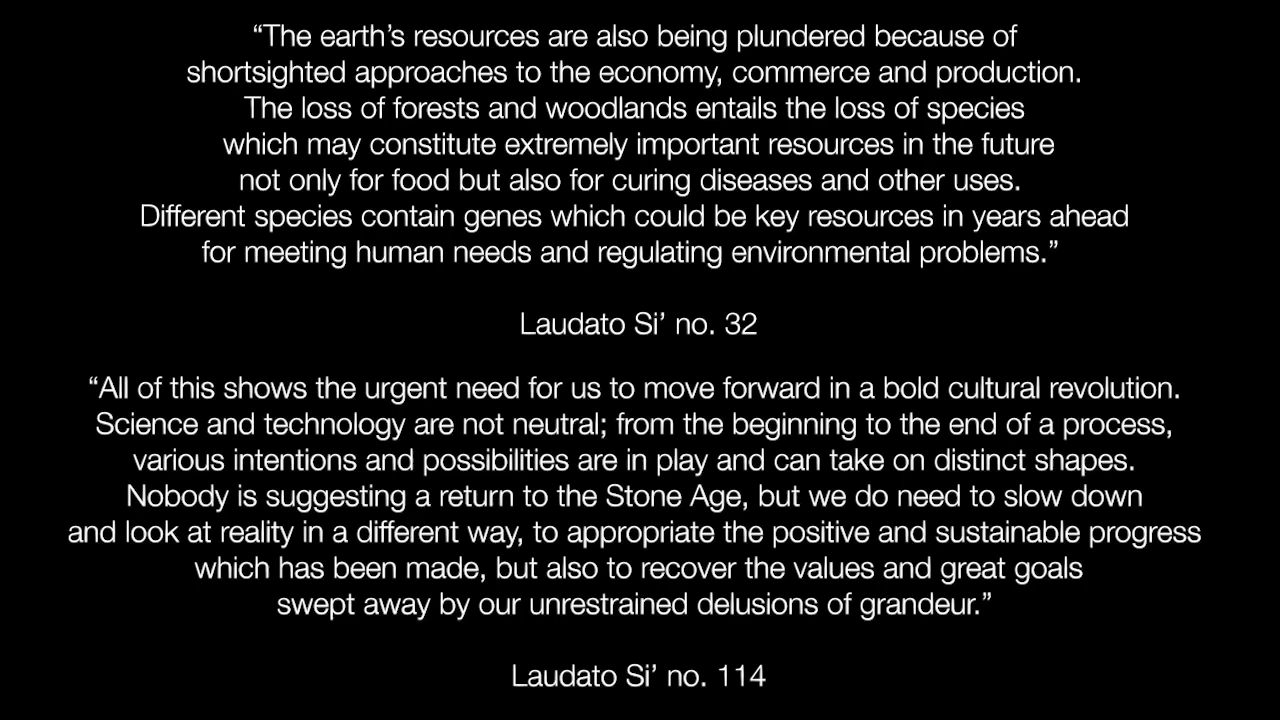 “The earth’s resources are also being plundered because of
shortsighted approaches to the economy, commerce and production.
The loss of forests and woodlands entails the loss of species
which may constitute extremely important resources in the future
not only for food but also for curing diseases and other uses.
Different species contain genes which could be key resources in years ahead
for meeting human needs and regulating environmental problems.”
Laudato Si’ no. 32
“All of this shows the urgent need for us to move forward in a bold cultural revolution.
Science and technology are not neutral; from the beginning to the end of a process,
various intentions and possibilities are in play and can take on distinct shapes.
Nobody is suggesting a return to the Stone Age, but we do need to slow down
and look at reality in a different way, to appropriate the positive and sustainable progress
which has been made, but also to recover the values and great goals
swept away by our unrestrained delusions of grandeur.”
Laudato Si’ no. 114